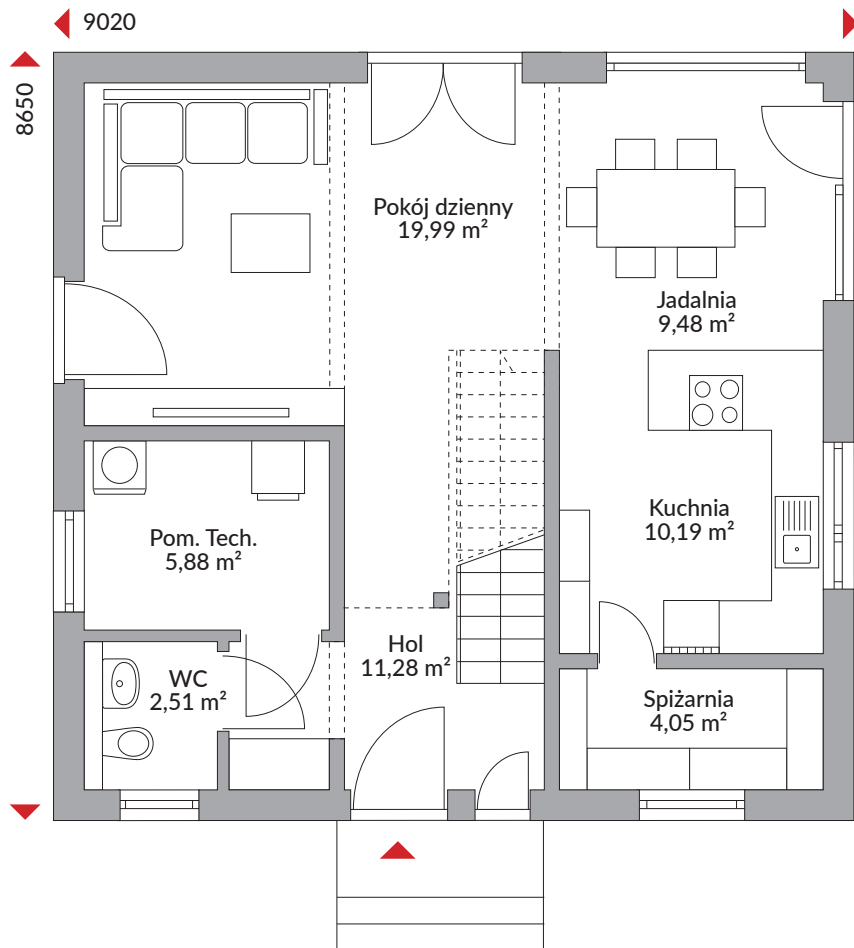 9020
8650
Pokój dzienny
19,99 m²
Jadalnia
9,48 m²
Kuchnia
10,19 m²
Pom. Tech.
5,88 m²
Hol
11,28 m²
WC
2,51 m²
Spiżarnia
4,05 m²